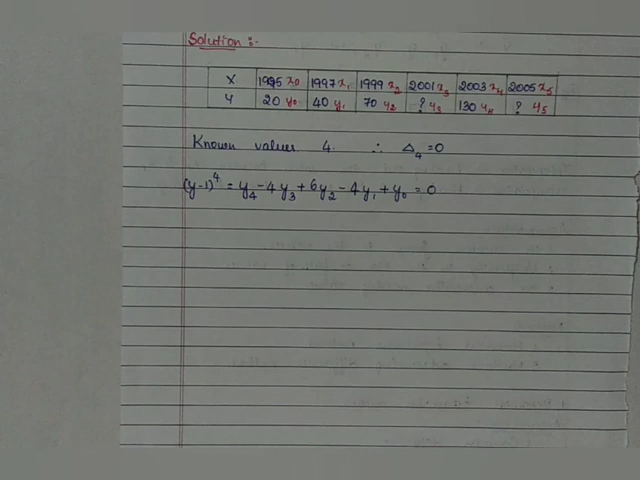 Solution :-
X 1995 x₀ 1997 x₁ 1999 x₂ 2001 x₃ 2003 x₄ 2005 x₅
Y 20 y₀ 40 y₁ 70 y₂ ? y₃ 130 y₄ ? y₅
Known values 4 ∴ Δ₄ = 0
(y-1)⁴ = y₄ - 4y₃ + 6y₂ - 4y₁ + y₀ = 0